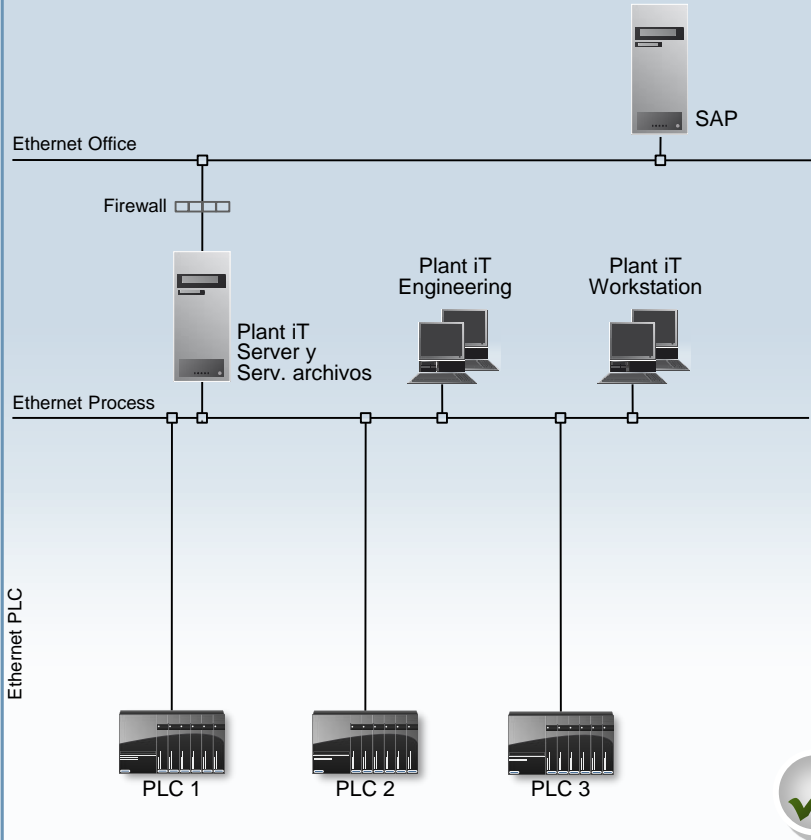 SAP
Ethernet Office
Firewall
Plant iT
Engineering
Plant iT
Workstation
Plant iT
Server y
Serv. archivos
Ethernet Process
Ethernet PLC
PLC 1
PLC 2
PLC 3